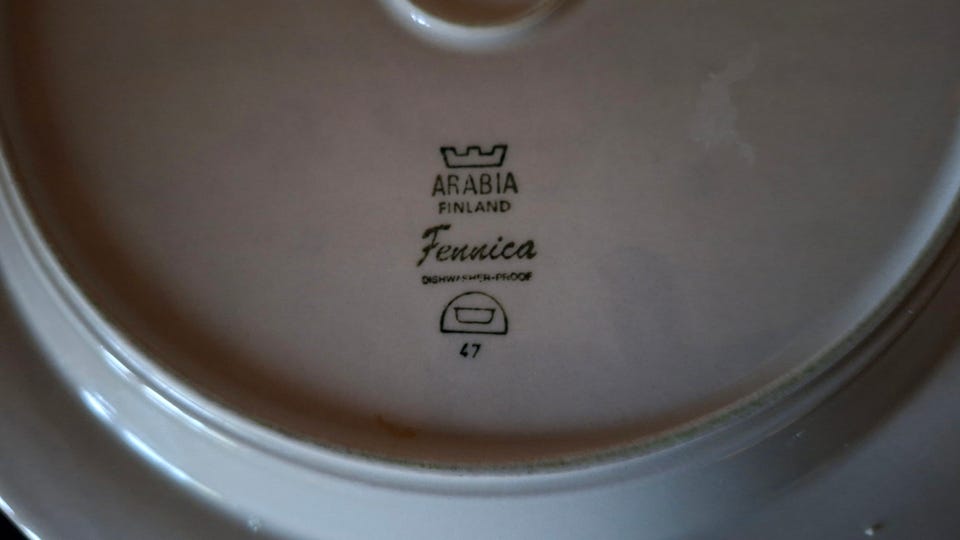 ARABIA
FINLAND
Fennica
DISHWASHER-PROOF
47